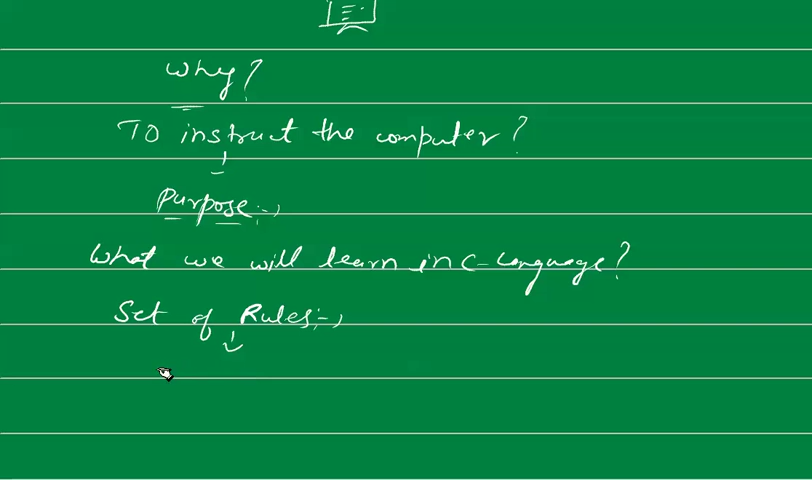 Why?
To instruct the computer?
Purpose:-,
What we will learn in C-Language?
Set of Rules:-,